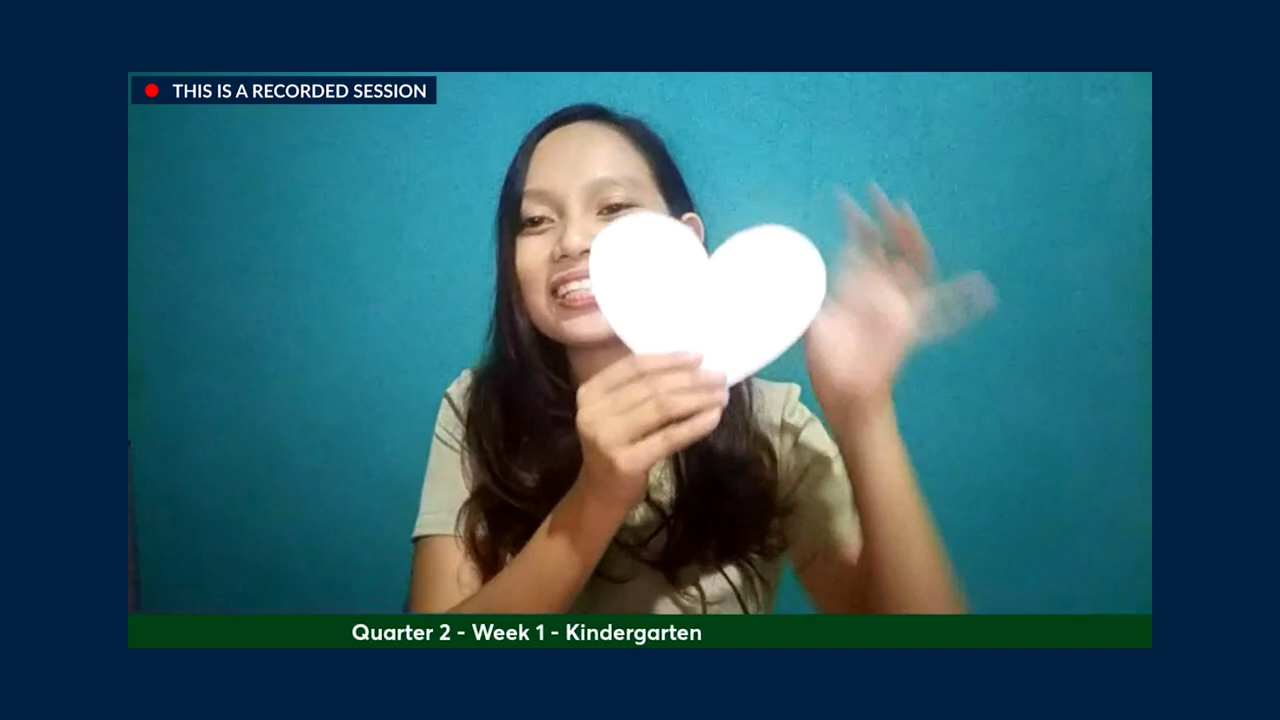 THIS IS A RECORDED SESSION
Quarter 2 - Week 1 - Kindergarten